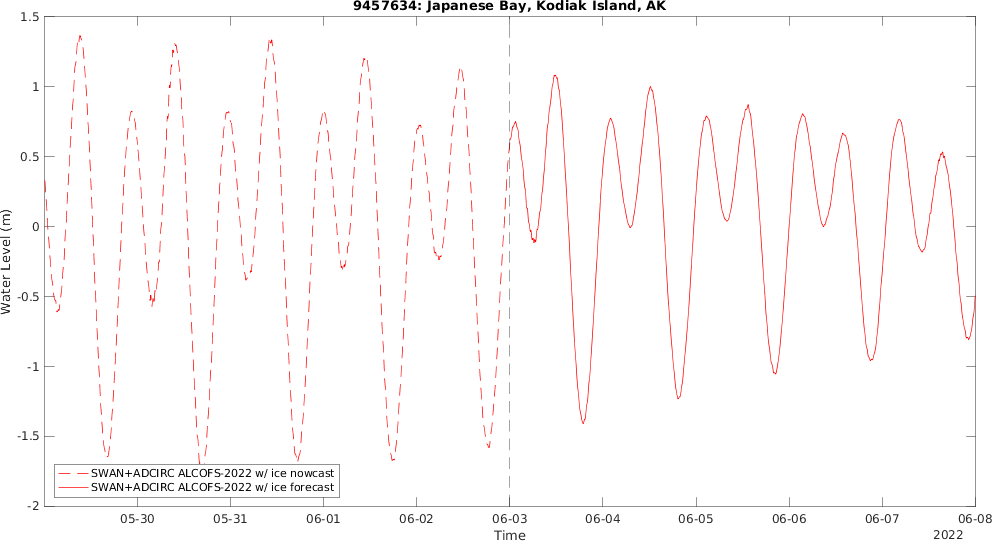 9457634: Japanese Bay, Kodiak Island, AK
1.5
1
0.5
0
-0.5
-1
-1.5
-2
Water Level (m)
SWAN+ADCIRC ALCOFS-2022 w/ ice nowcast
SWAN+ADCIRC ALCOFS-2022 w/ ice forecast
05-30 05-31 06-01 06-02 06-03 06-04 06-05 06-06 06-07 06-08
Time
2022